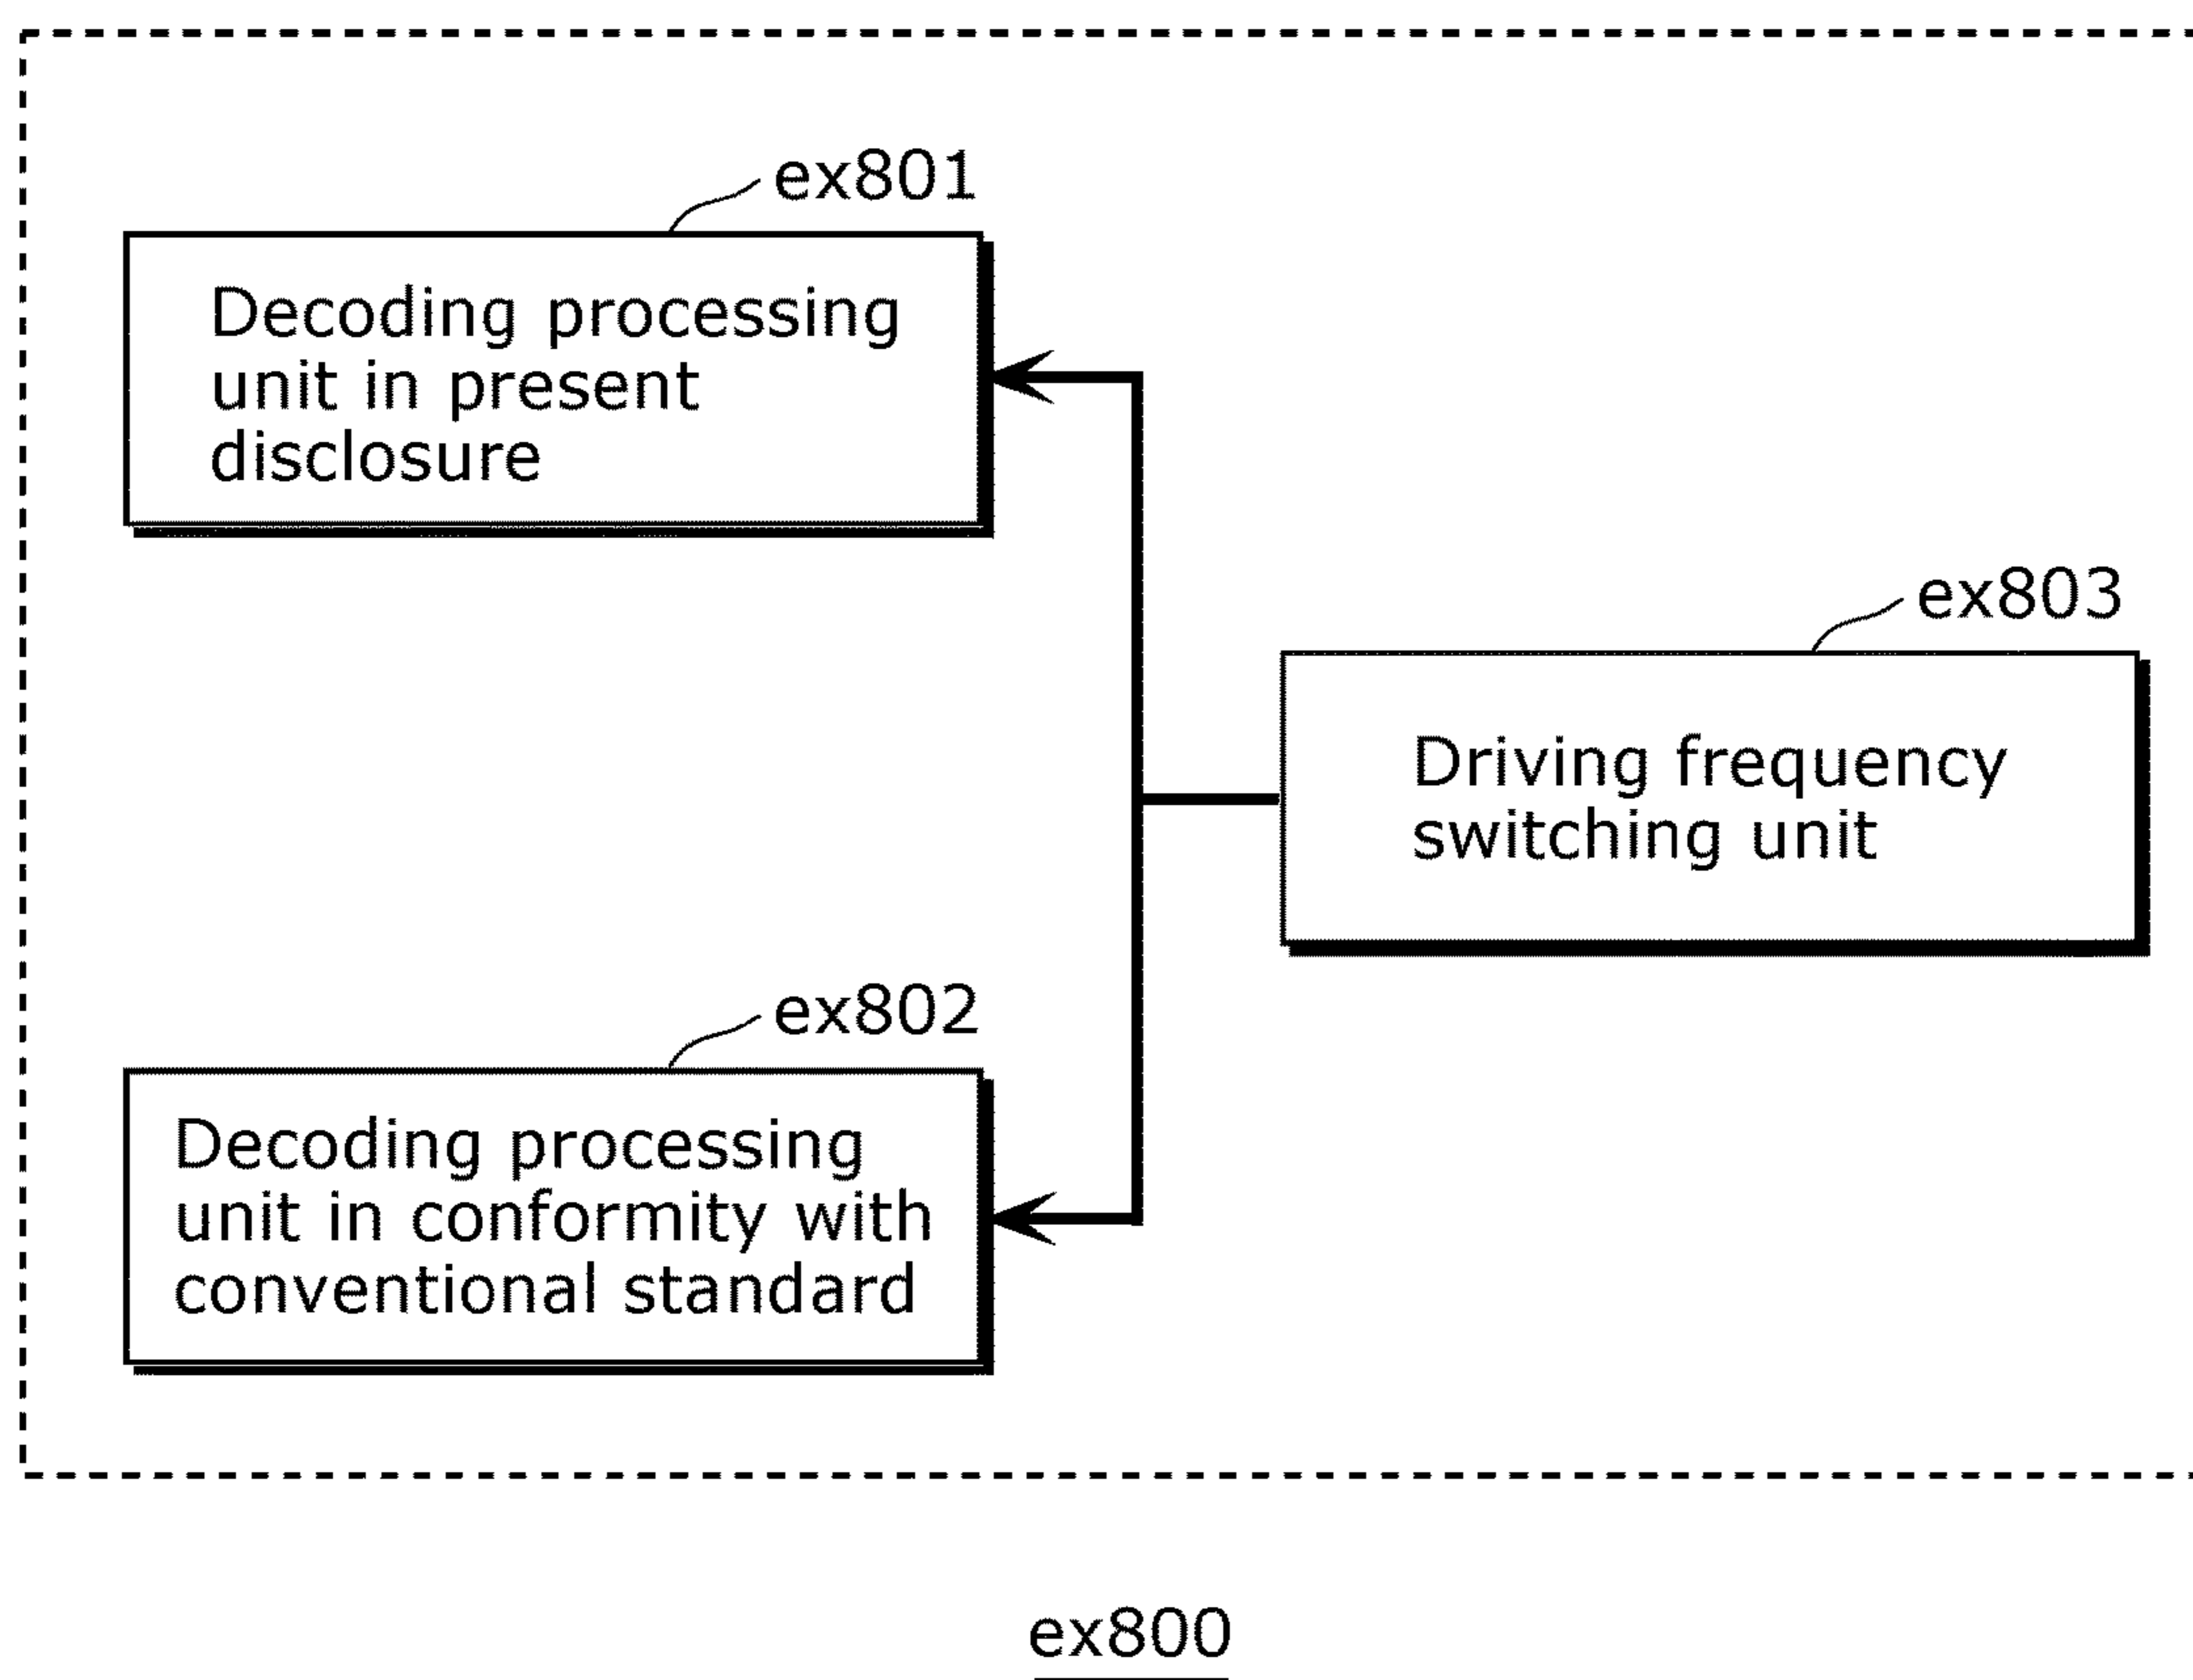 ex801
Decoding processing
unit in present
disclosure
ex803
Driving frequency
switching unit
ex802
Decoding processing
unit in conformity with
conventional standard
ex800